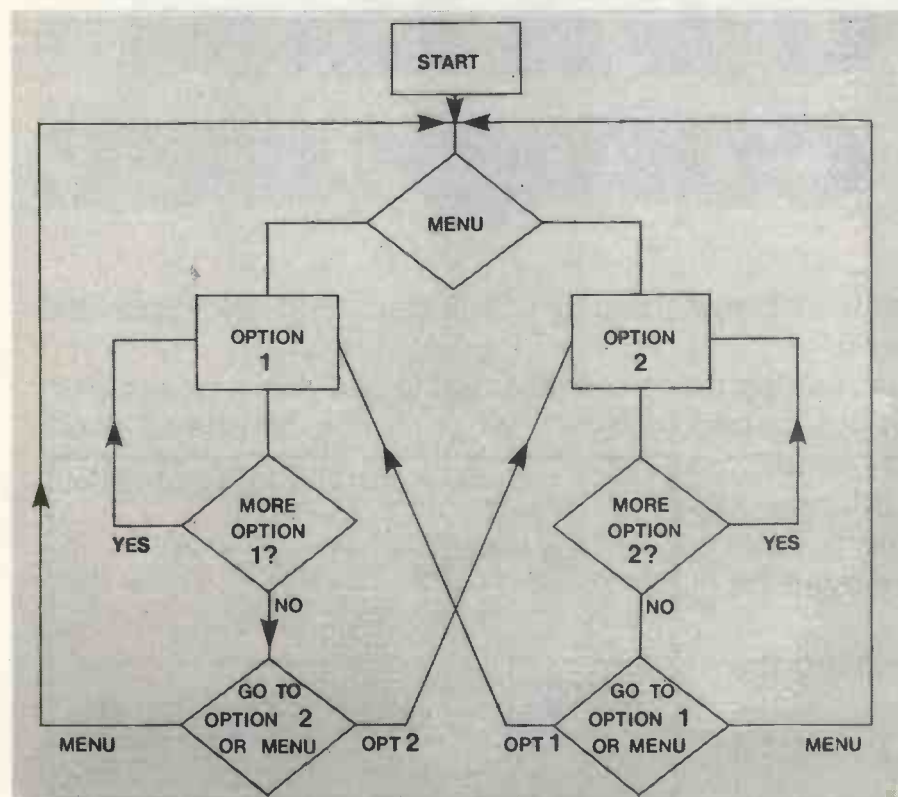 START
MENU
OPTION
1
OPTION
2
MORE
OPTION
1?
YES
MORE
OPTION
2?
YES
NO
NO
GO TO
OPTION 2
OR MENU
MENU
OPT 2
GO TO
OPTION 1
OR MENU
OPT 1
MENU